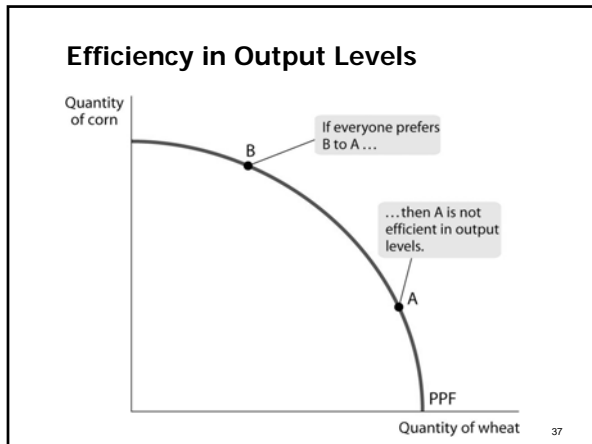 Efficiency in Output Levels
Quantity
of corn
B
If everyone prefers
B to A ...
...then A is not
efficient in output
levels.
A
PPF
Quantity of wheat
37